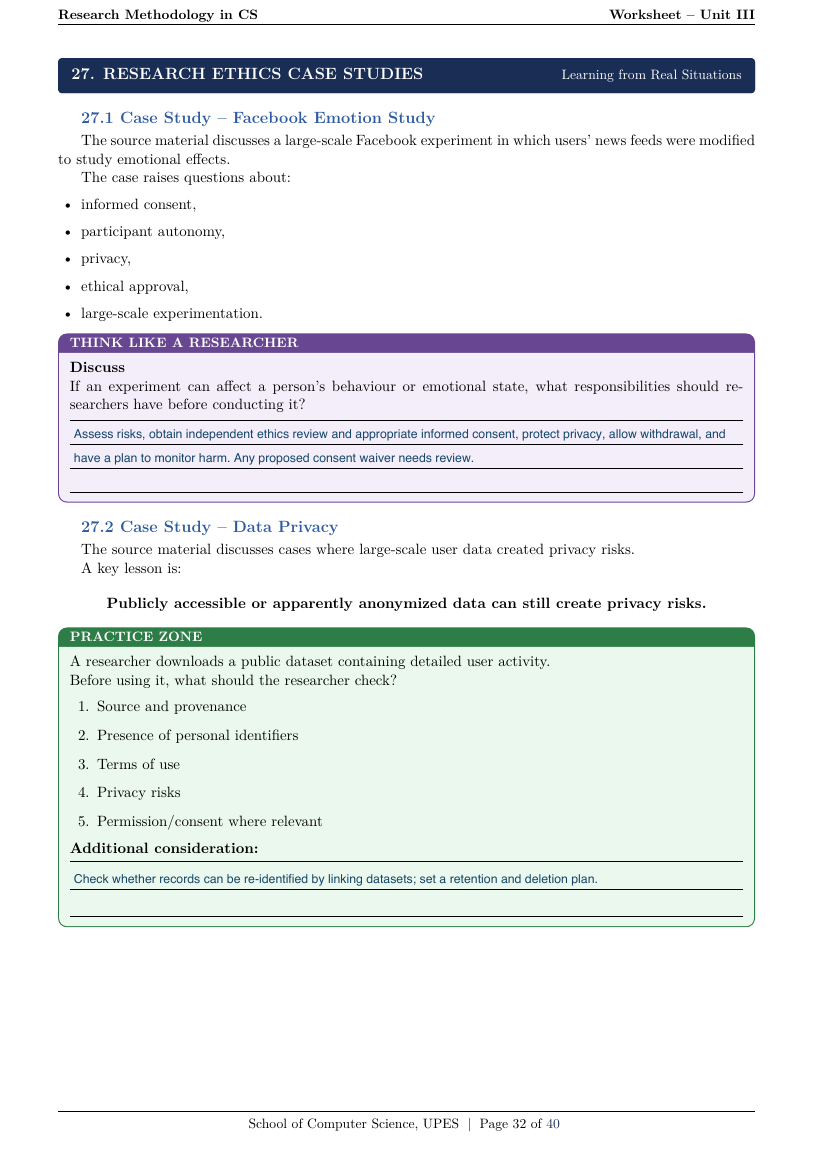 Research Methodology in CS
Worksheet – Unit III
27. RESEARCH ETHICS CASE STUDIES
Learning from Real Situations
27.1 Case Study – Facebook Emotion Study
The source material discusses a large-scale Facebook experiment in which users' news feeds were modified
to study emotional effects.
The case raises questions about:
• informed consent,
• participant autonomy,
• privacy,
• ethical approval,
• large-scale experimentation.
THINK LIKE A RESEARCHER
Discuss
If an experiment can affect a person's behaviour or emotional state, what responsibilities should re-
searchers have before conducting it?
Assess risks, obtain independent ethics review and appropriate informed consent, protect privacy, allow withdrawal, and
have a plan to monitor harm. Any proposed consent waiver needs review.
27.2 Case Study – Data Privacy
The source material discusses cases where large-scale user data created privacy risks.
A key lesson is:
Publicly accessible or apparently anonymized data can still create privacy risks.
PRACTICE ZONE
A researcher downloads a public dataset containing detailed user activity.
Before using it, what should the researcher check?
1. Source and provenance
2. Presence of personal identifiers
3. Terms of use
4. Privacy risks
5. Permission/consent where relevant
Additional consideration:
Check whether records can be re-identified by linking datasets; set a retention and deletion plan.
School of Computer Science, UPES | Page 32 of 40